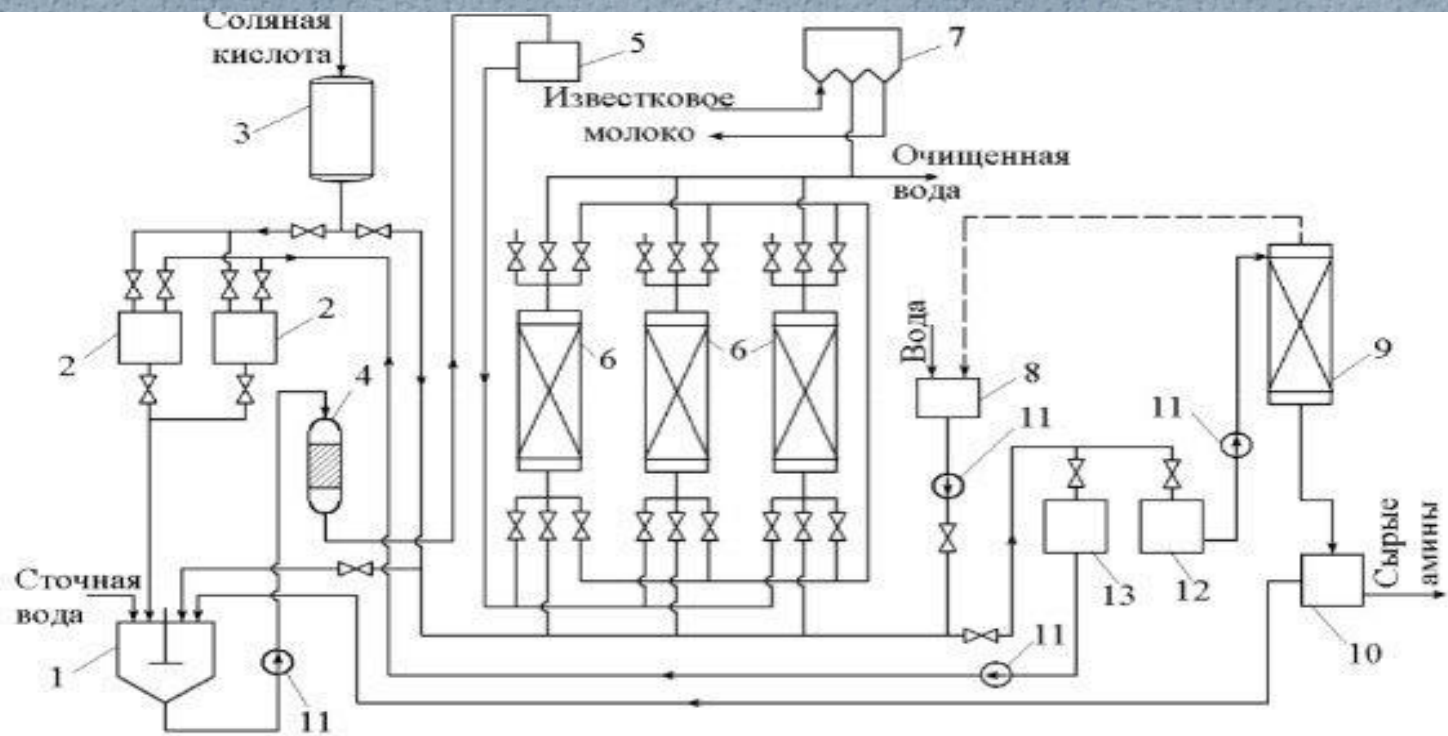 Соляная
кислота
3
5
7
Известковое
молоко
Очищенная
вода
2
2
4
6
6
Вода
8
9
11
11
Сточная
вода
1
11
11
13
12
10
Сырые
амины